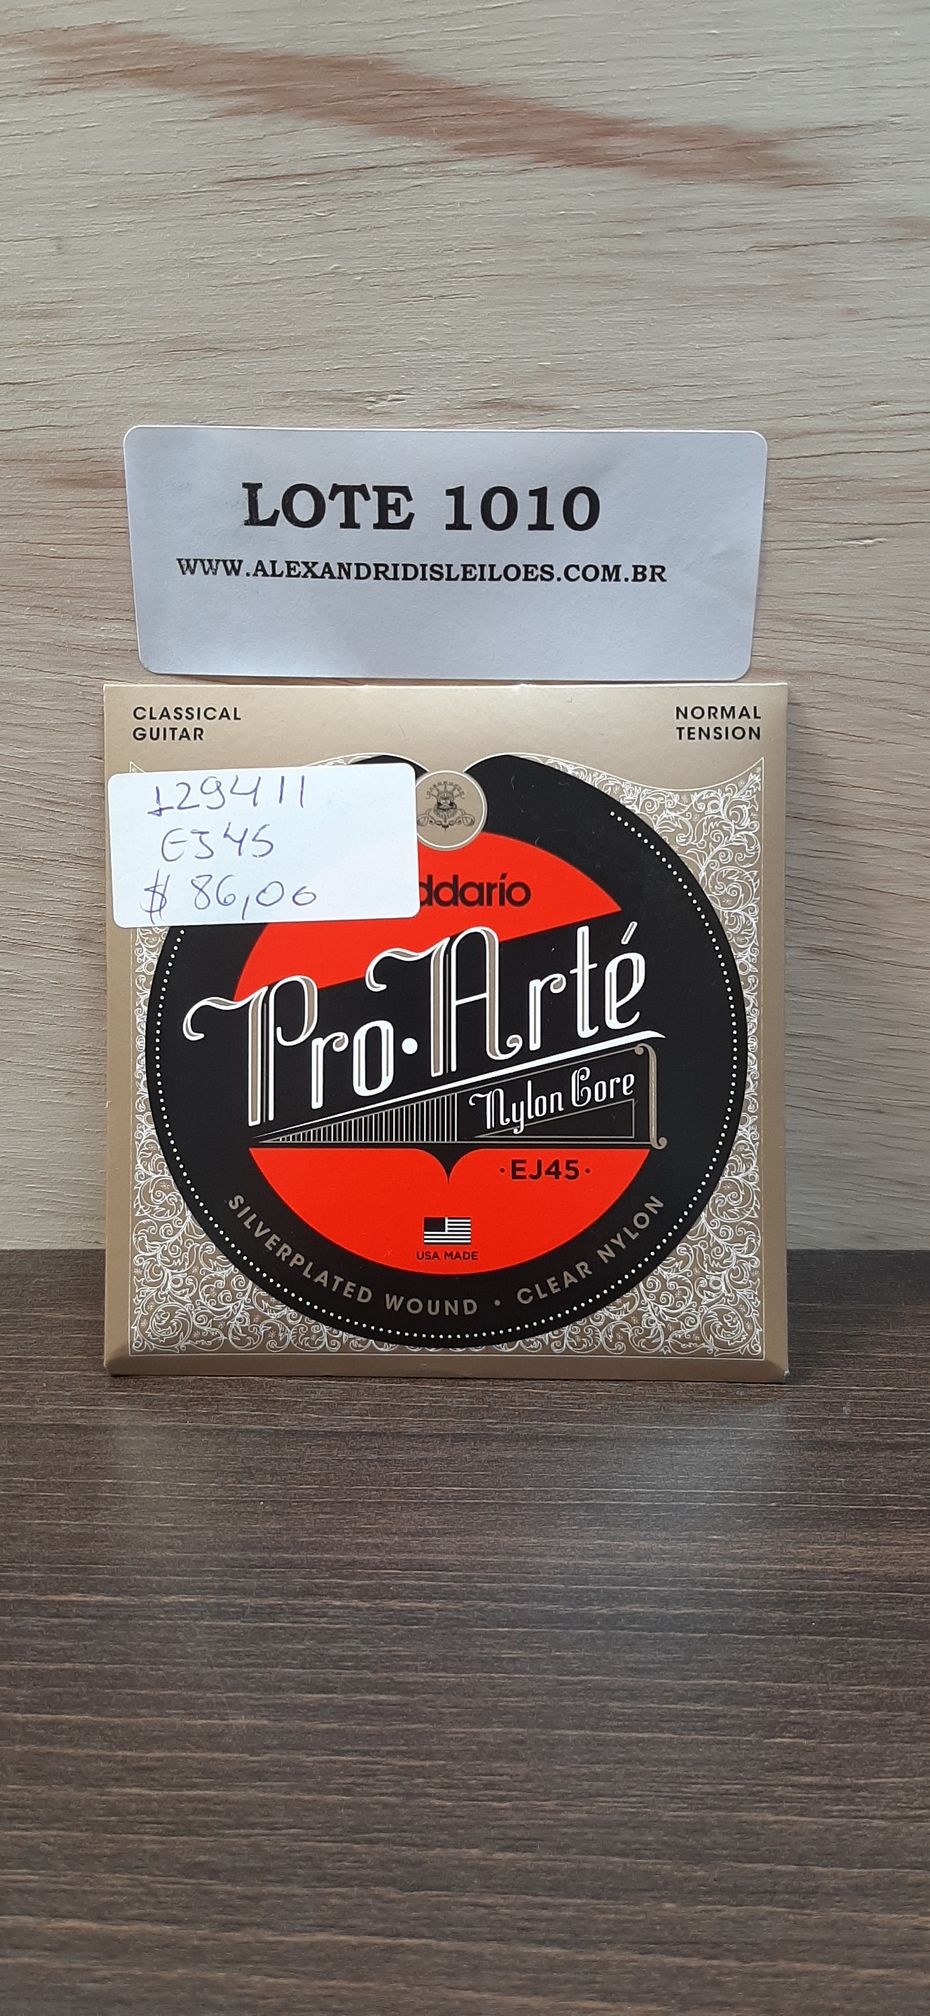 LOTE 1010
WWW.ALEXANDRIDISLEILOES.COM.BR
CLASSICAL
GUITAR
NORMAL
TENSION
129411
EJ45
$ 86,00
ddario
Pro·Arté
Nylon Core
·EJ45·
USA MADE
SILVERPLATED WOUND · CLEAR NYLON